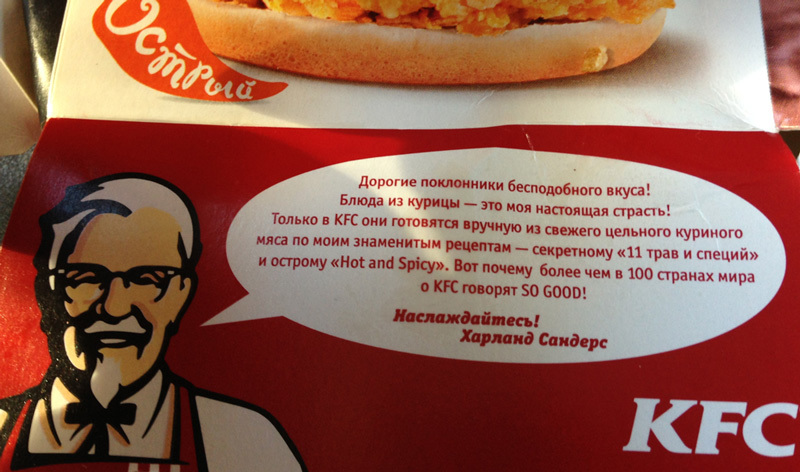 Острый
Дорогие поклонники бесподобного вкуса!
Блюда из курицы — это моя настоящая страсть!
Только в KFC они готовятся вручную из свежего цельного куриного
мяса по моим знаменитым рецептам — секретному «11 трав и специй»
и острому «Hot and Spicy». Вот почему более чем в 100 странах мира
о KFC говорят SO GOOD!
Наслаждайтесь!
Харланд Сандерс
KFC